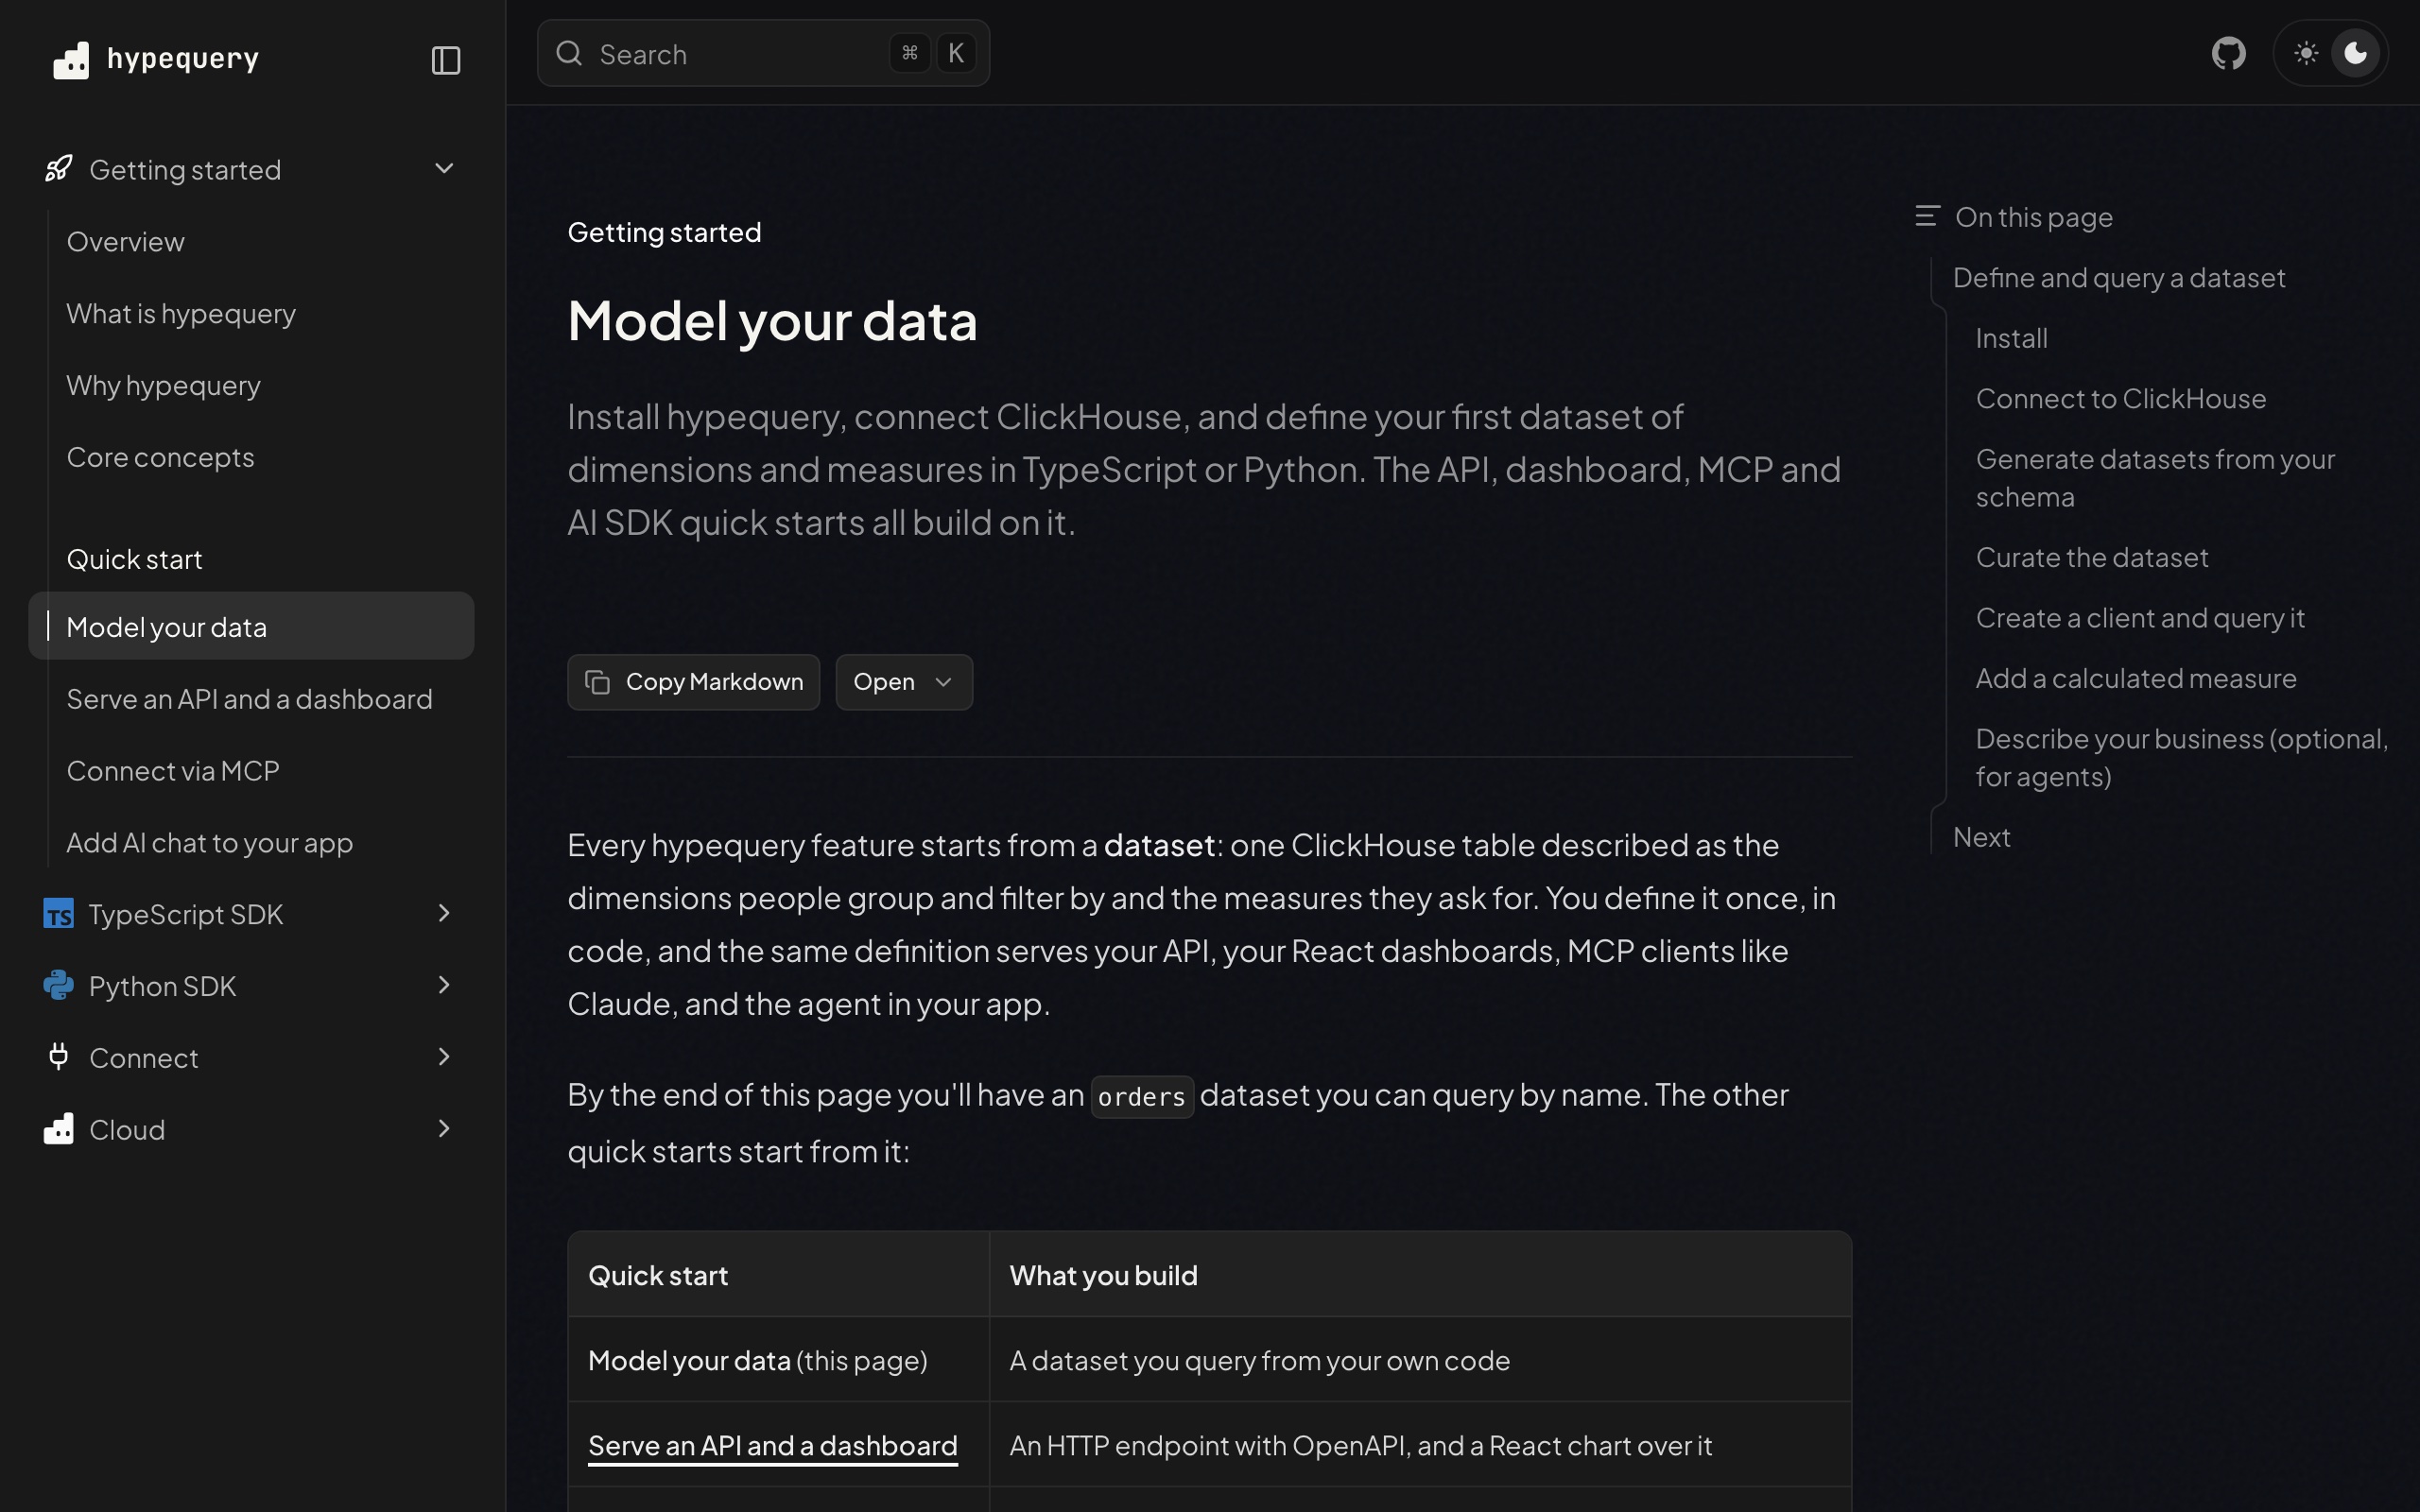 hypequery
Getting started
Overview
What is hypequery
Why hypequery
Core concepts
Quick start
Model your data
Serve an API and a dashboard
Connect via MCP
Add AI chat to your app
TS TypeScript SDK
Python SDK
Connect
Cloud
Search ⌘ K
Getting started
Model your data
Install hypequery, connect ClickHouse, and define your first dataset of
dimensions and measures in TypeScript or Python. The API, dashboard, MCP and
AI SDK quick starts all build on it.
Copy Markdown Open
Every hypequery feature starts from a dataset: one ClickHouse table described as the
dimensions people group and filter by and the measures they ask for. You define it once, in
code, and the same definition serves your API, your React dashboards, MCP clients like
Claude, and the agent in your app.
By the end of this page you'll have an orders dataset you can query by name. The other
quick starts start from it:
Quick start What you build
Model your data (this page) A dataset you query from your own code
Serve an API and a dashboard An HTTP endpoint with OpenAPI, and a React chart over it
On this page
Define and query a dataset
Install
Connect to ClickHouse
Generate datasets from your
schema
Curate the dataset
Create a client and query it
Add a calculated measure
Describe your business (optional,
for agents)
Next